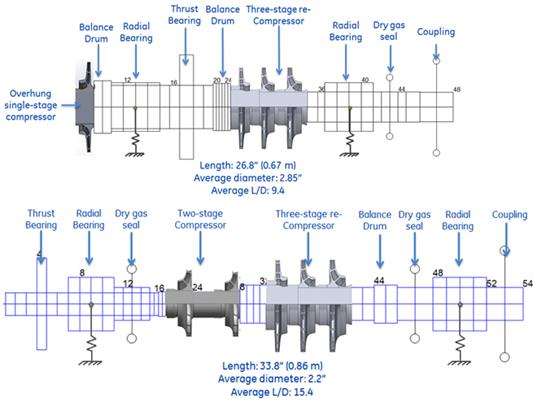 Balance
Drum
Radial
Bearing
Thrust
Bearing
Balance
Drum
Three-stage re-
Compressor
Radial
Bearing
Dry gas
seal
Coupling
Overhung
single-stage
compressor
12
16
20
24
36
40
44
48
Length: 26.8" (0.67 m)
Average diameter: 2.85"
Average L/D: 9.4
Thrust
Bearing
Radial
Bearing
Dry gas
seal
Two-stage
Compressor
Three-stage re-
Compressor
Balance
Drum
Dry gas
seal
Radial
Bearing
Coupling
4
8
12
16
24
8
3
44
48
52
54
Length: 33.8" (0.86 m)
Average diameter: 2.2"
Average L/D: 15.4